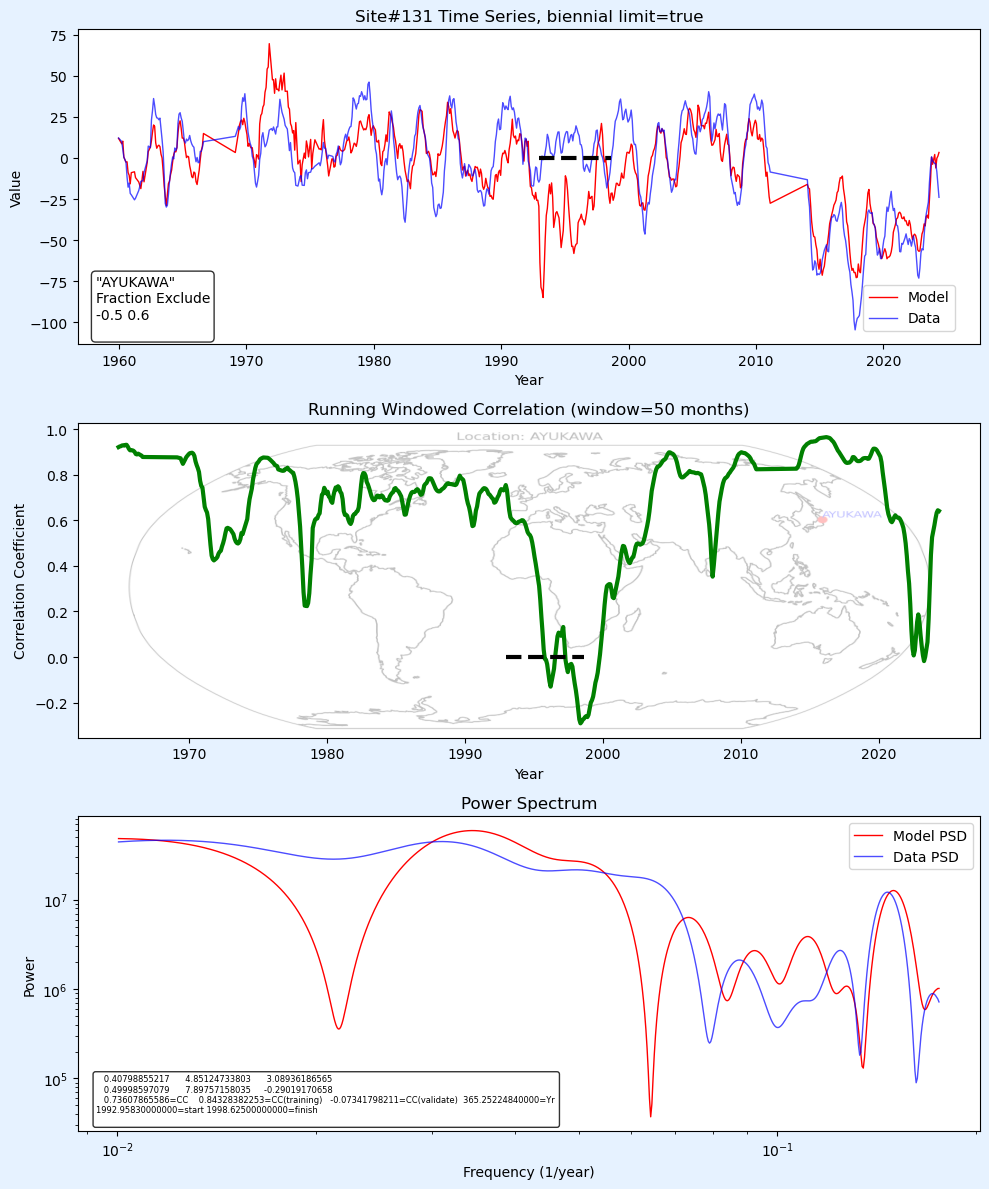 Site#131 Time Series, biennial limit=true
75
50
25
0
−25
−50
−75
−100
Value
"AYUKAWA"
Fraction Exclude
-0.5 0.6
Model
Data
1960 1970 1980 1990 2000 2010 2020
Year
Running Windowed Correlation (window=50 months)
Location: AYUKAWA
AYUKAWA
1.0
0.8
0.6
0.4
0.2
0.0
−0.2
Correlation Coefficient
1970 1980 1990 2000 2010 2020
Year
Power Spectrum
Model PSD
Data PSD
10⁷
10⁶
10⁵
Power
0.40798855217 4.85124733803 3.08936186565
0.49998597079 7.89757158035 -0.29019170658
0.73607865586=CC 0.84328382253=CC(training) -0.07341798211=CC(validate) 365.25224840000=Yr
1992.95830000000=start 1998.62500000000=finish
10⁻² 10⁻¹
Frequency (1/year)